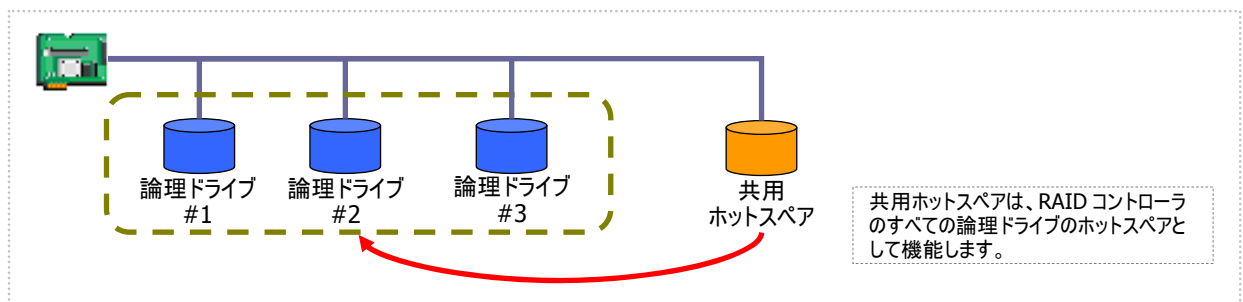 論理ドライブ
#1
論理ドライブ
#2
論理ドライブ
#3
共用
ホットスペア
共用ホットスペアは、RAID コントローラ
のすべての論理ドライブのホットスペアと
して機能します。